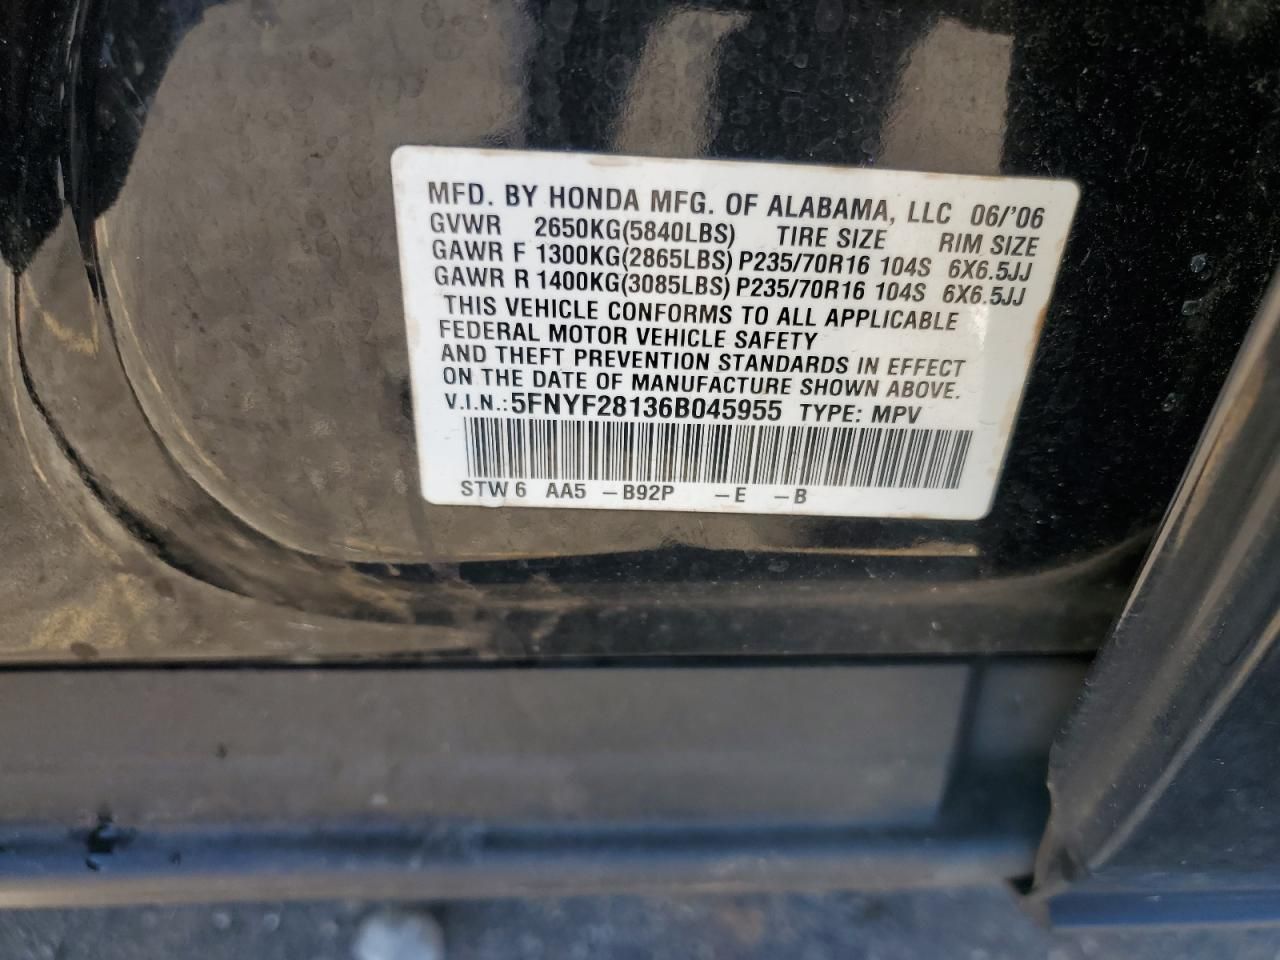 MFD. BY HONDA MFG. OF ALABAMA, LLC 06/'06
GVWR 2650KG(5840LBS) TIRE SIZE RIM SIZE
GAWR F 1300KG(2865LBS) P235/70R16 104S 6X6.5JJ
GAWR R 1400KG(3085LBS) P235/70R16 104S 6X6.5JJ
THIS VEHICLE CONFORMS TO ALL APPLICABLE
FEDERAL MOTOR VEHICLE SAFETY
AND THEFT PREVENTION STANDARDS IN EFFECT
ON THE DATE OF MANUFACTURE SHOWN ABOVE.
V.I.N.: 5FNYF28136B045955 TYPE: MPV
STW 6 AA5 -B92P -E -B